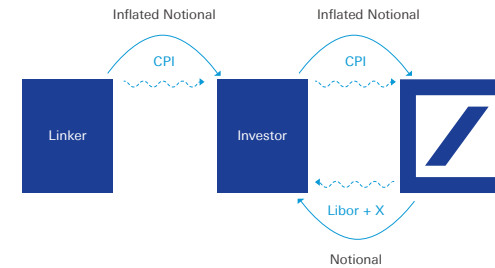 Inflated Notional
Inflated Notional
CPI
CPI
Linker
Investor
Libor + X
Notional